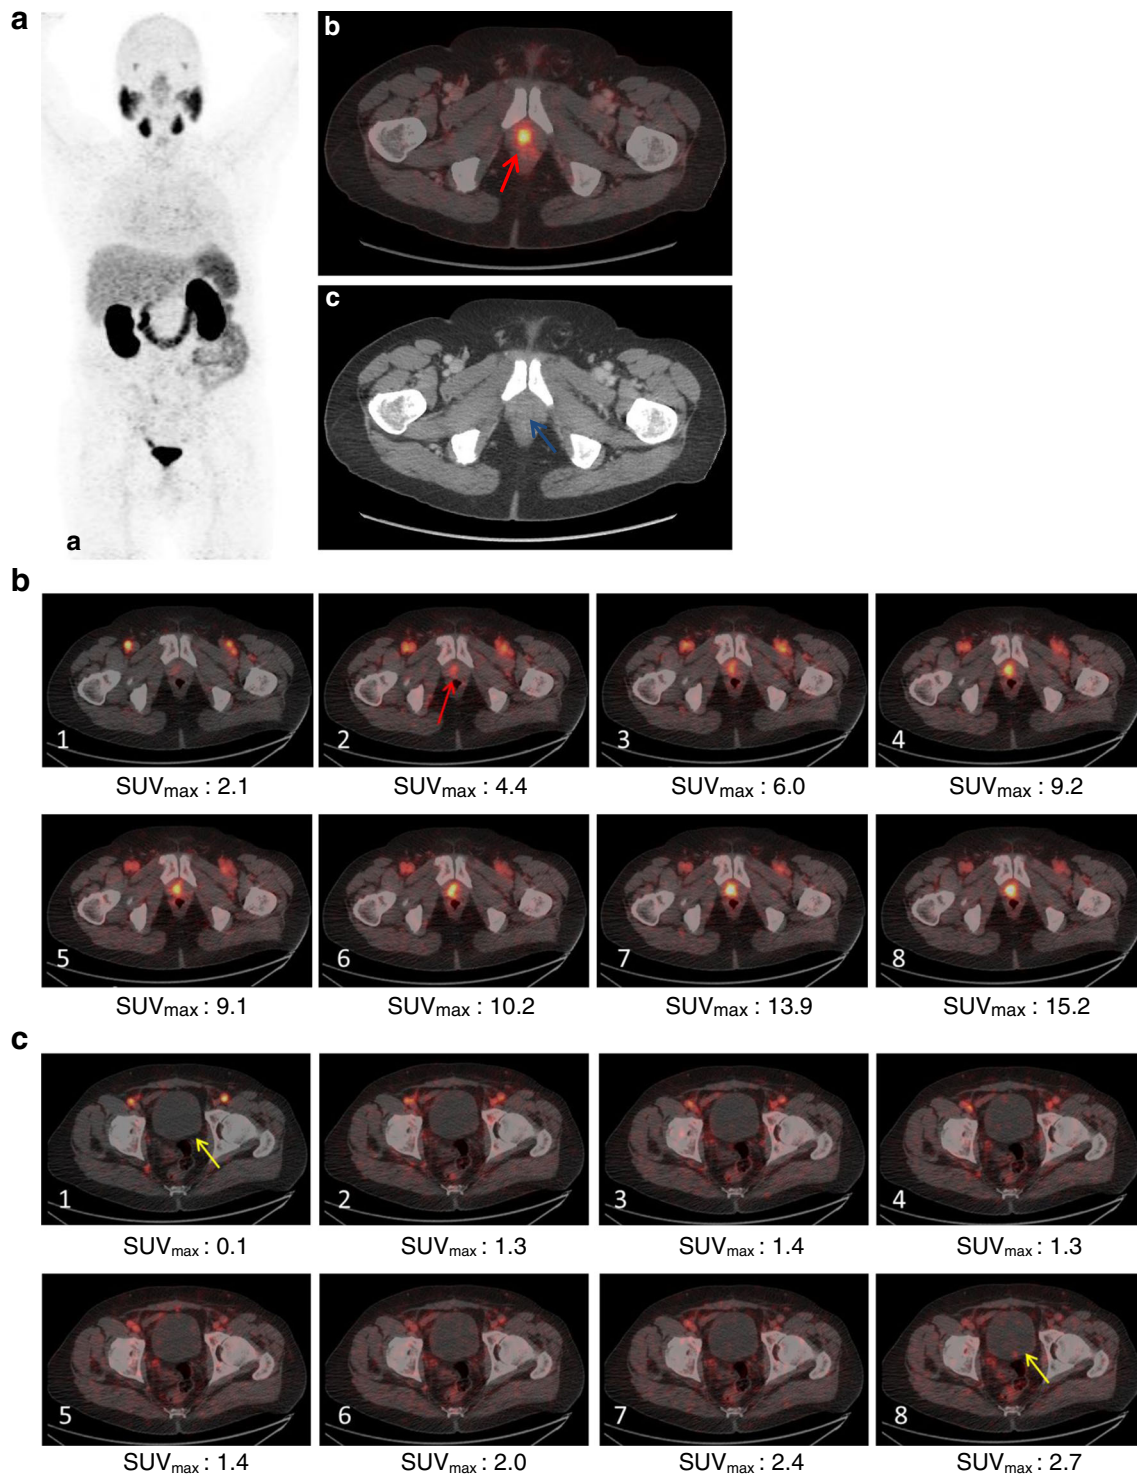 a
b
c
a
b
1 2 3 4
SUVmax : 2.1 SUVmax : 4.4 SUVmax : 6.0 SUVmax : 9.2
5 6 7 8
SUVmax : 9.1 SUVmax : 10.2 SUVmax : 13.9 SUVmax : 15.2
c
1 2 3 4
SUVmax : 0.1 SUVmax : 1.3 SUVmax : 1.4 SUVmax : 1.3
5 6 7 8
SUVmax : 1.4 SUVmax : 2.0 SUVmax : 2.4 SUVmax : 2.7